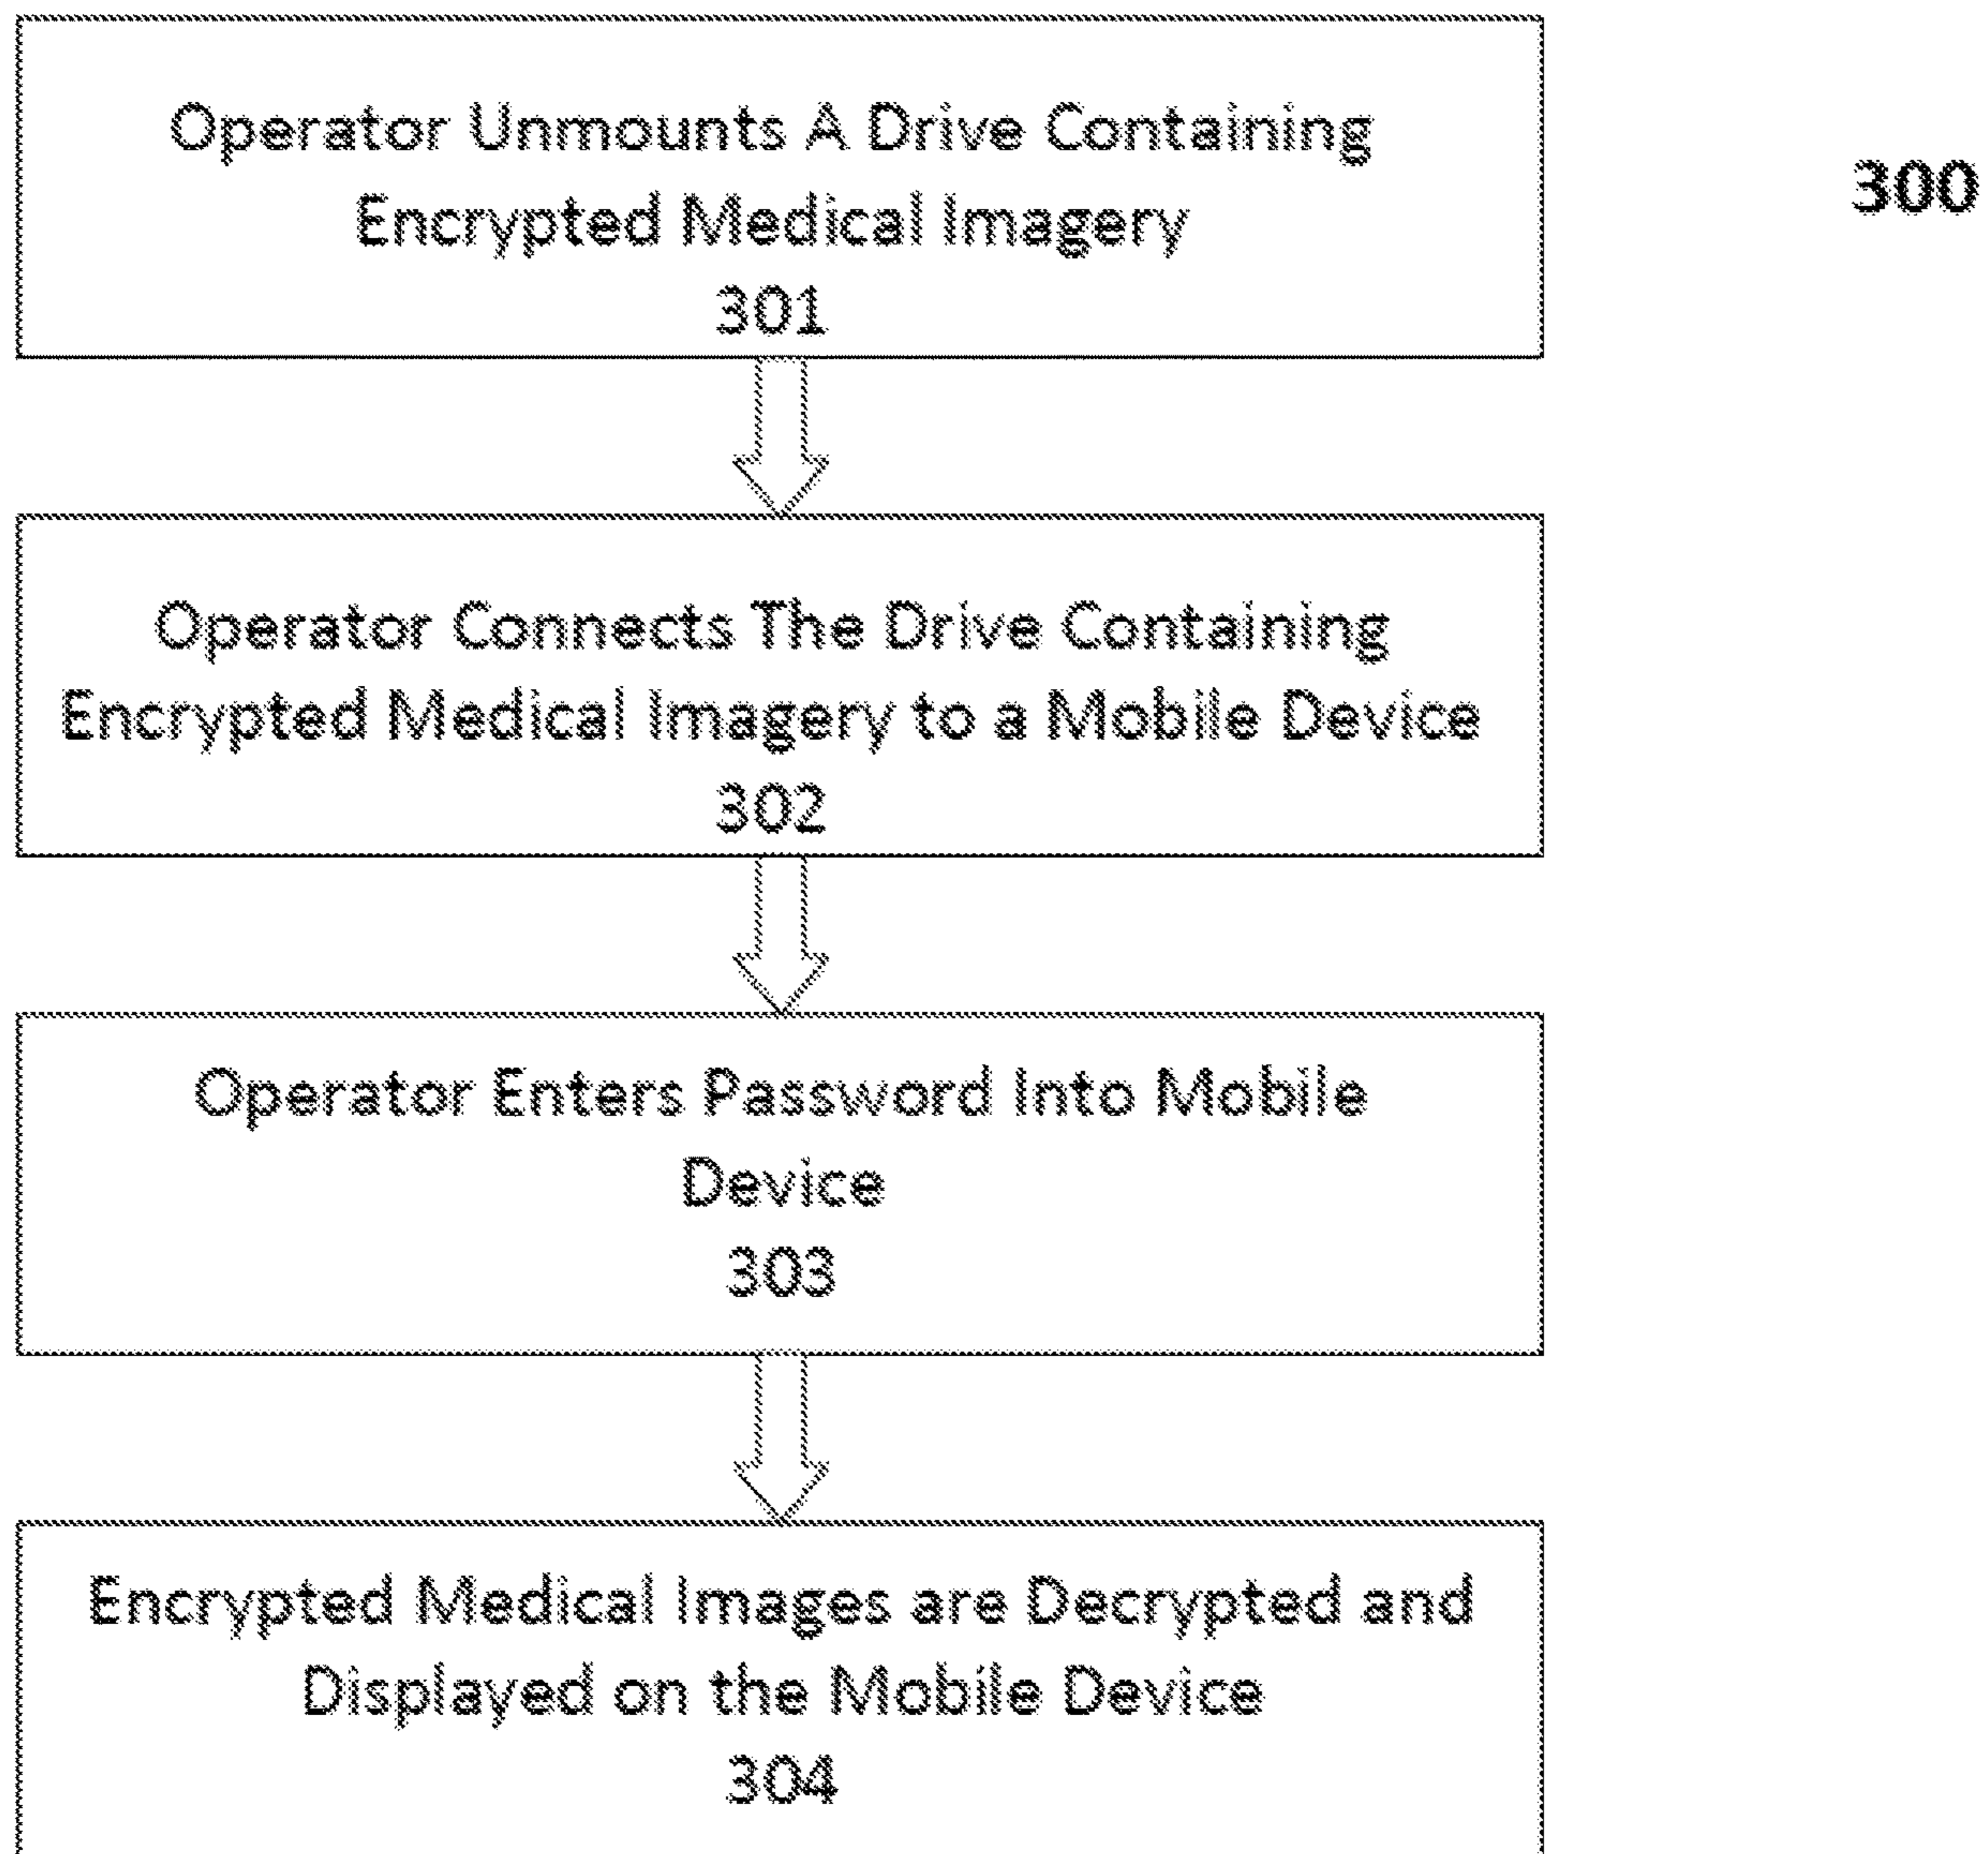 Operator Unmounts A Drive Containing
Encrypted Medical Imagery
301
300
Operator Connects The Drive Containing
Encrypted Medical Imagery to a Mobile Device
302
Operator Enters Password Into Mobile
Device
303
Encrypted Medical Images are Decrypted and
Displayed on the Mobile Device
304